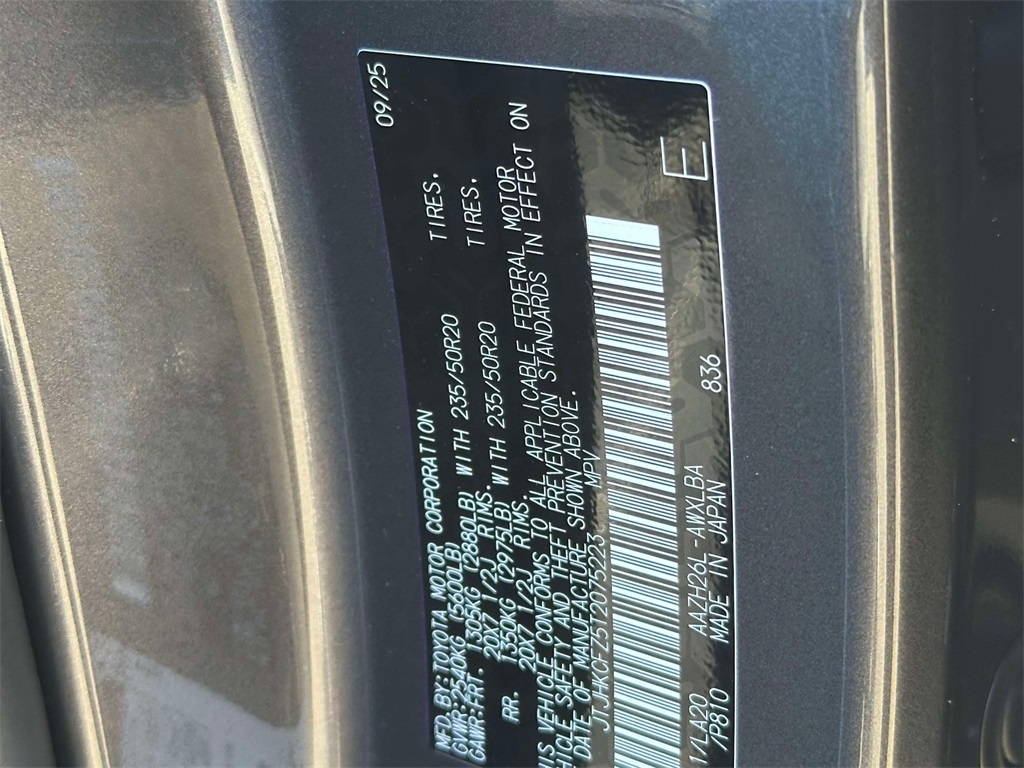 MFD. BY: TOYOTA MOTOR CORPORATION 09/25
GVWR: 2540KG (5600LB)
GAWR: FRT. 1305KG (2880LB) WITH 235/50R20 TIRES.
20X7 1/2J RIMS.
RR. 1350KG (2975LB) WITH 235/50R20 TIRES.
20X7 1/2J RIMS.
THIS VEHICLE CONFORMS TO ALL APPLICABLE FEDERAL MOTOR
VEHICLE SAFETY AND THEFT PREVENTION STANDARDS IN EFFECT ON
DATE OF MANUFACTURE SHOWN ABOVE.
MPV
E
1YLA20 AAZH26L-AWXLBA 836
/P810 MADE IN JAPAN